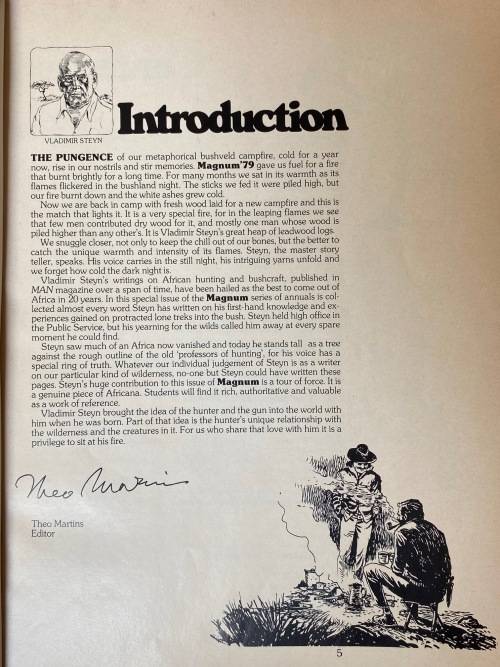 VLADIMIR STEYN
Introduction
THE PUNGENCE of our metaphorical bushveld campfire, cold for a year
now, rise in our nostrils and stir memories. Magnum'79 gave us fuel for a fire
that burnt brightly for a long time. For many months we sat in its warmth as its
flames flickered in the bushland night. The sticks we fed it were piled high, but
our fire burnt down and the white ashes grew cold.
Now we are back in camp with fresh wood laid for a new campfire and this is
the match that lights it. It is a very special fire, for in the leaping flames we see
that few men contributed dry wood for it, and mostly one man whose wood is
piled higher than any other's. It is Vladimir Steyn's great heap of leadwood logs.
We snuggle closer, not only to keep the chill out of our bones, but the better to
catch the unique warmth and intensity of its flames. Steyn, the master story
teller, speaks. His voice carries in the still night, his intriguing yarns unfold and
we forget how cold the dark night is.
Vladimir Steyn's writings on African hunting and bushcraft, published in
MAN magazine over a span of time, have been hailed as the best to come out of
Africa in 20 years. In this special issue of the Magnum series of annuals is col-
lected almost every word Steyn has written on his first-hand knowledge and ex-
periences gained on protracted lone treks into the bush. Steyn held high office in
the Public Service, but his yearning for the wilds called him away at every spare
moment he could find.
Steyn saw much of an Africa now vanished and today he stands tall as a tree
against the rough outline of the old 'professors of hunting', for his voice has a
special ring of truth. Whatever our individual judgement of Steyn is as a writer
on our particular kind of wilderness, no-one but Steyn could have written these
pages. Steyn's huge contribution to this issue of Magnum is a tour of force. It is
a genuine piece of Africana. Students will find it rich, authoritative and valuable
as a work of reference.
Vladimir Steyn brought the idea of the hunter and the gun into the world with
him when he was born. Part of that idea is the hunter's unique relationship with
the wilderness and the creatures in it. For us who share that love with him it is a
privilege to sit at his fire.
Theo Martins
Theo Martins
Editor
5